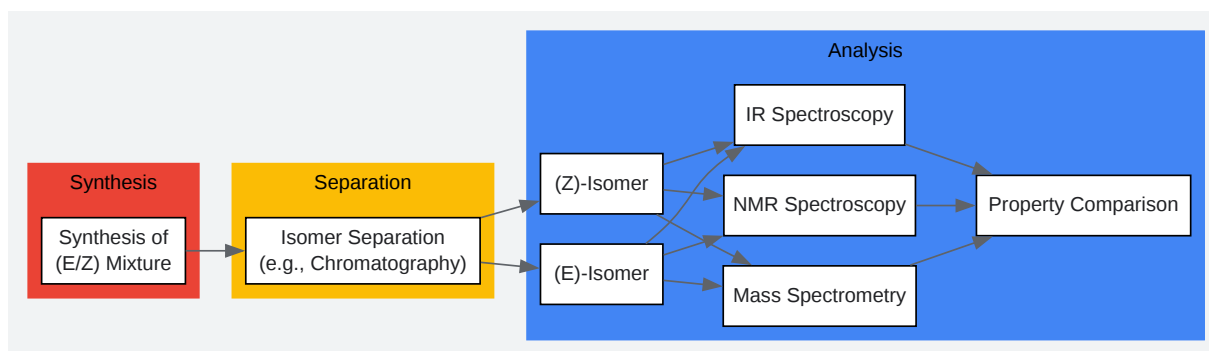 Synthesis
Synthesis of
(E/Z) Mixture
Separation
Isomer Separation
(e.g., Chromatography)
Analysis
(Z)-Isomer
(E)-Isomer
IR Spectroscopy
NMR Spectroscopy
Mass Spectrometry
Property Comparison